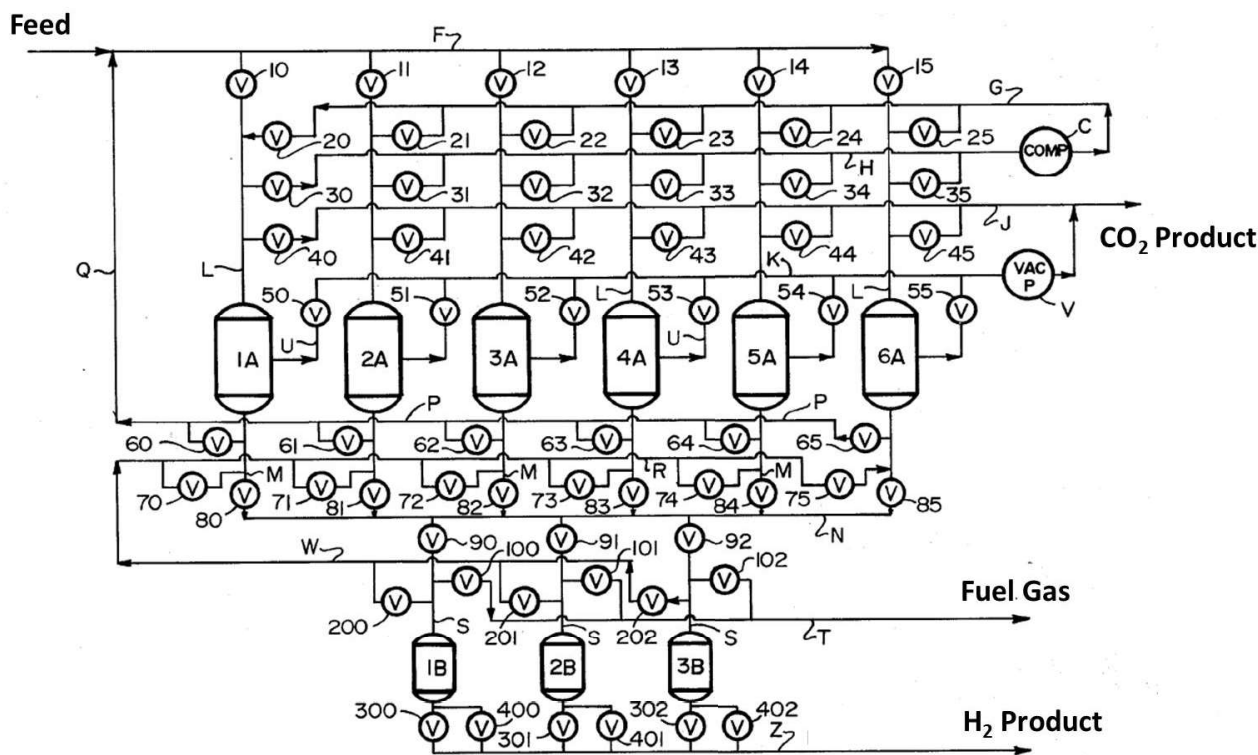 Feed
F
10 11 12 13 14 15
V V V V V V
G
C
V V V V V V
20 21 22 23 24 25
COMP
H
V V V V V V
30 31 32 33 34 35
J
V V V V V V
40 41 42 43 44 45
CO₂ Product
Q
L K
L L
VAC
P
V
50 51 52 53 54 55
V V V V V V
U U
1A 2A 3A 4A 5A 6A
P P
V V V V V V
60 61 62 63 64 65
M M R M
V V V V V V
70 71 72 73 74 75
V V V V V V
80 81 82 83 84 85
N
V 90 V 91 V 92
W
100 101 102
V V V
V V V
200 201 202
Fuel Gas
S S S
T
1B 2B 3B
300 400 301 401 302 402
V V V V V V
Z
H₂ Product